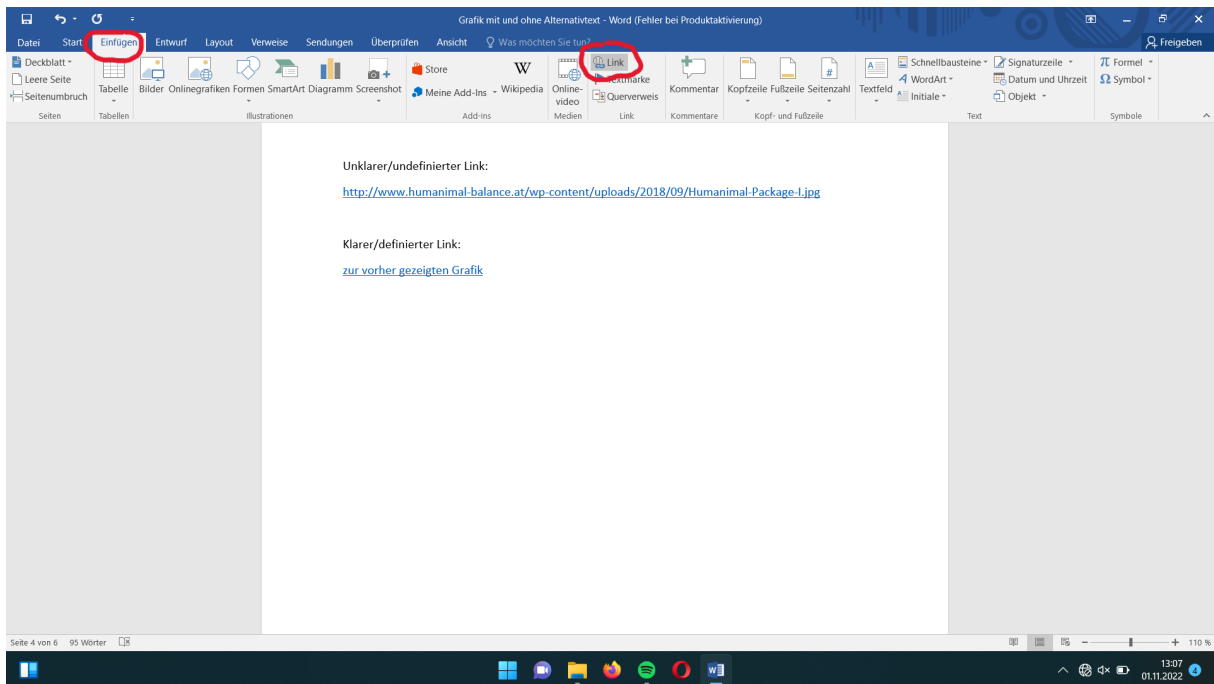 Grafik mit und ohne Alternativtext - Word (Fehler bei Produktaktivierung)
Datei Start Einfügen Entwurf Layout Verweise Sendungen Überprüfen Ansicht Was möchten Sie tun? Freigeben
Deckblatt
Leere Seite
Seitenumbruch
Tabelle
Bilder Onlinegrafiken Formen SmartArt Diagramm Screenshot
Store
Meine Add-Ins
W
Wikipedia
Online-
video
Link
Textmarke
Querverweis
Kommentar
Kopfzeile Fußzeile Seitenzahl
Textfeld
Schnellbausteine
WordArt
Initiale
Signaturzeile
Datum und Uhrzeit
Objekt
π Formel
Ω Symbol
Seiten Tabellen Illustrationen Add-Ins Medien Link Kommentare Kopf- und Fußzeile Text Symbole
Unklarer/undefinierter Link:
http://www.humanimal-balance.at/wp-content/uploads/2018/09/Humanimal-Package-I.jpg
Klarer/definierter Link:
zur vorher gezeigten Grafik
Seite 4 von 6 95 Wörter 110 %
13:07
01.11.2022 4